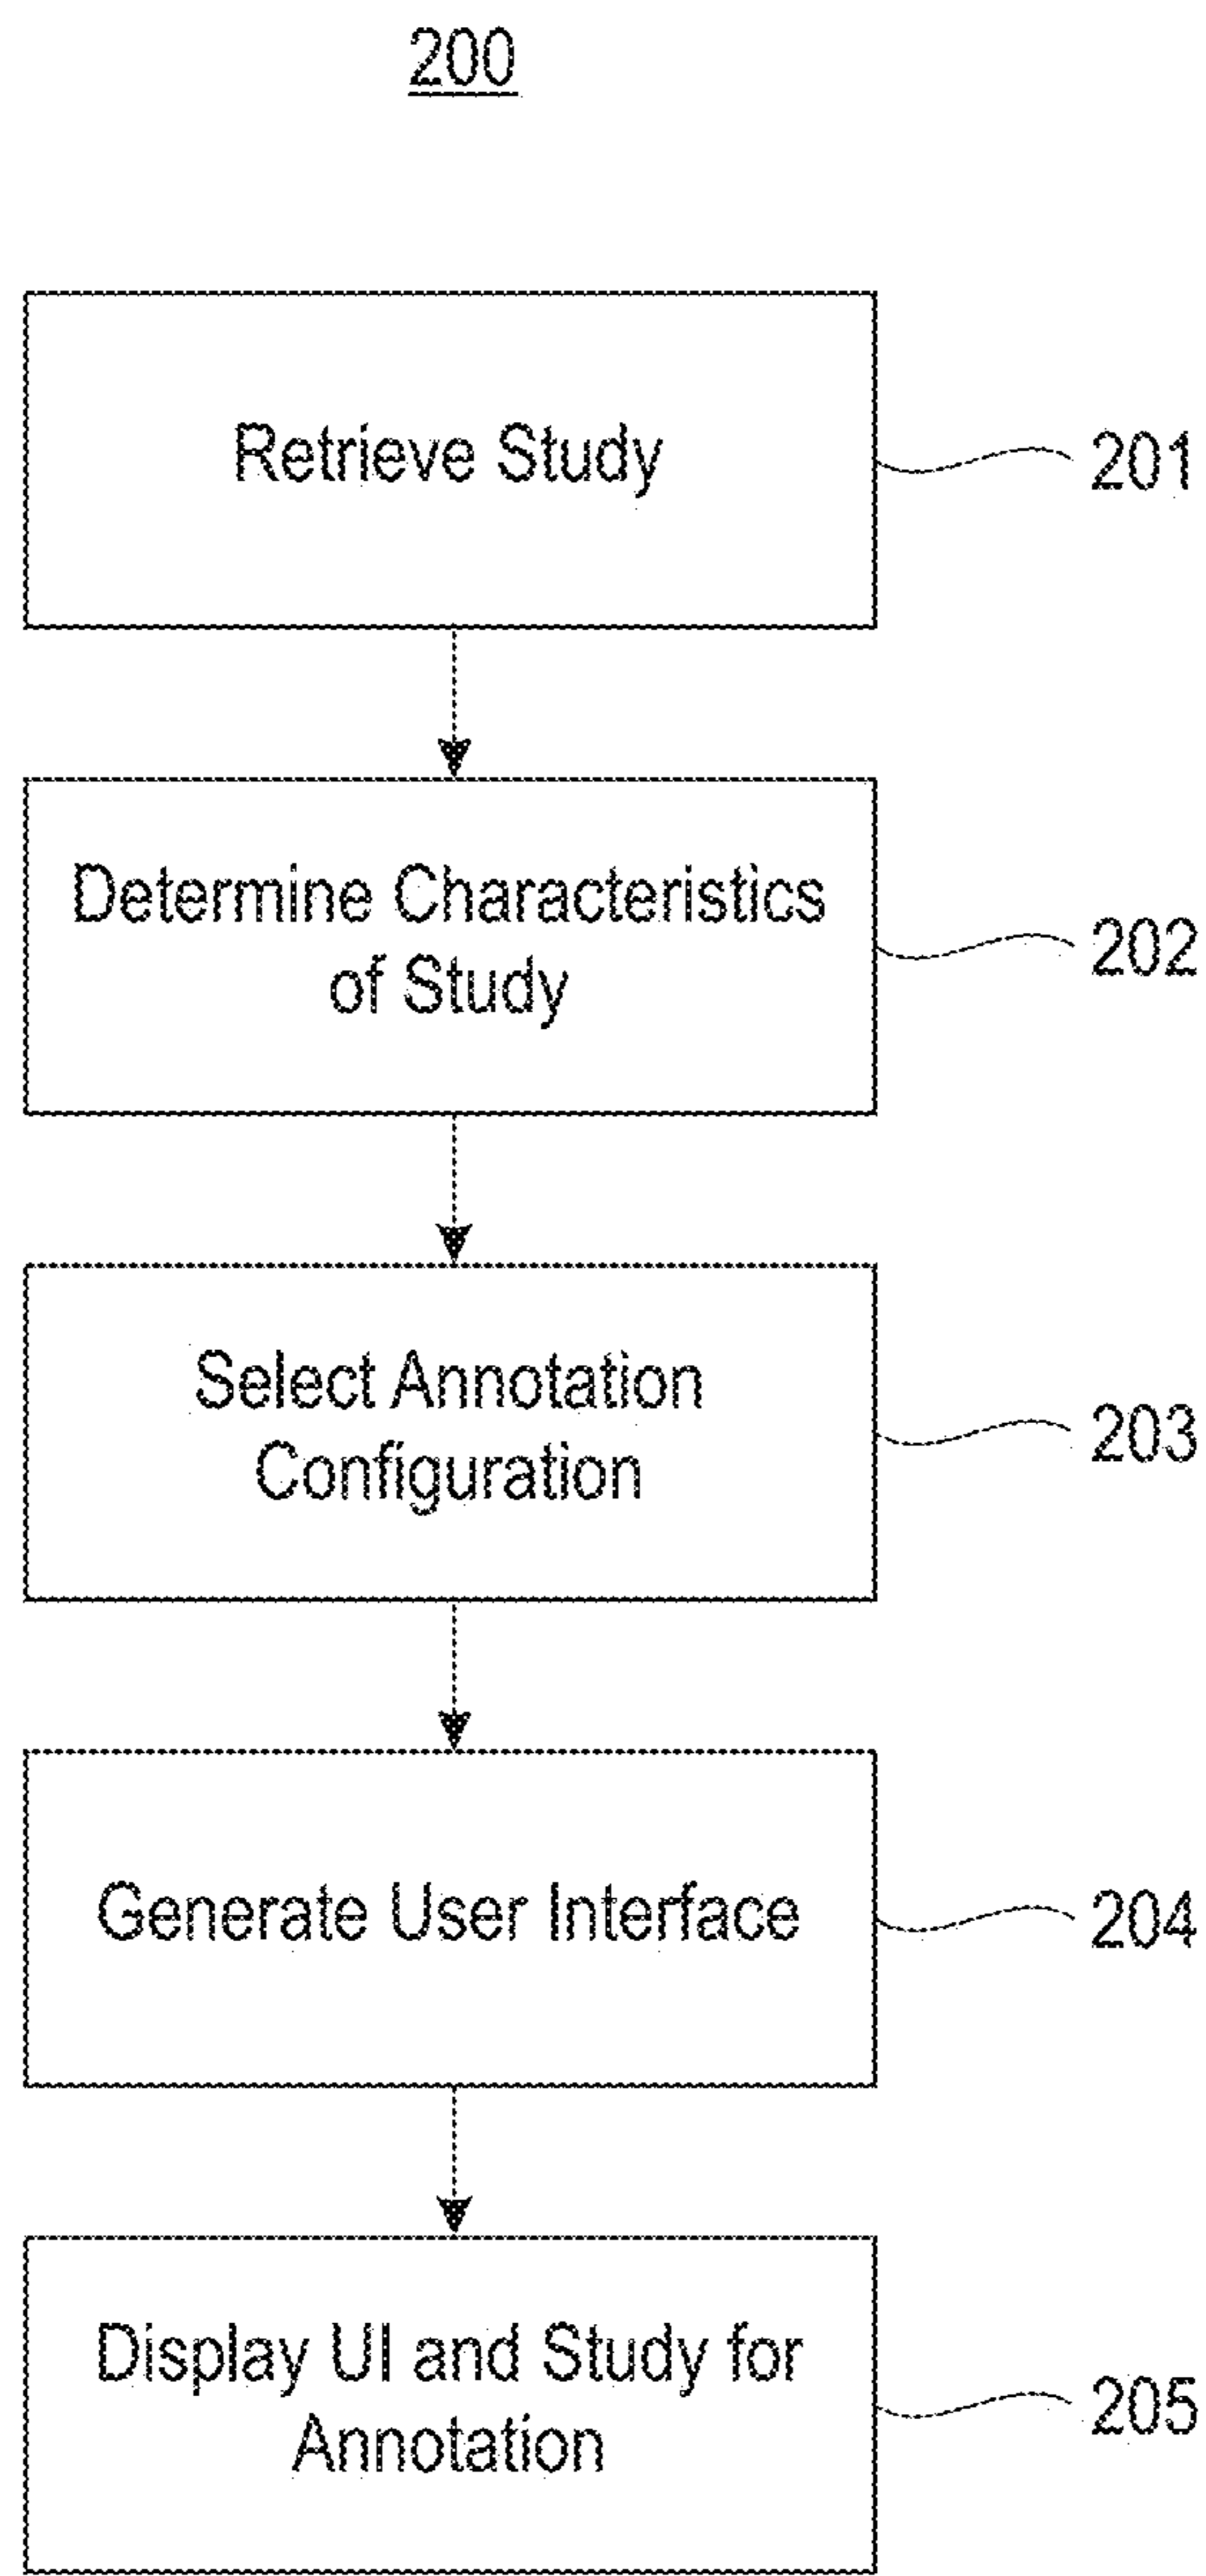 200
Retrieve Study
201
Determine Characteristics
of Study
202
Select Annotation
Configuration
203
Generate User Interface
204
Display UI and Study for
Annotation
205